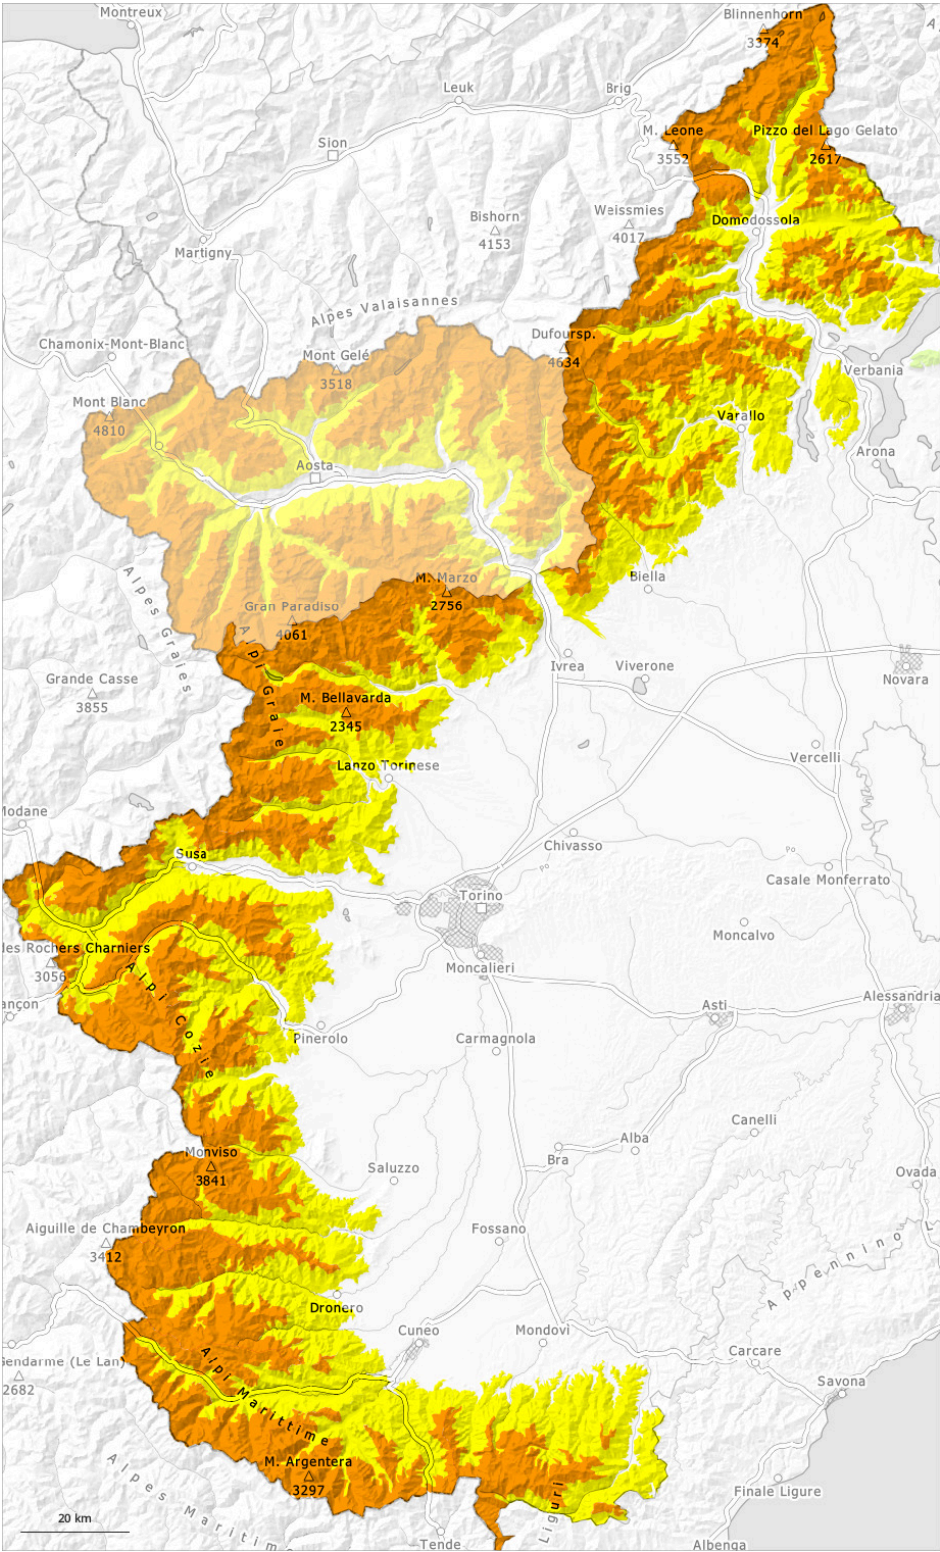 Montreux
Blinnenhorn
3374
Leuk
Brig
Sion
M. Leone
3552
Pizzo del Lago Gelato
2617
Bishorn
4153
Weissmies
4017
Domodossola
Martigny
Alpes Valaisannes
Chamonix-Mont-Blanc
Mont Gelé
3518
Dufoursp.
4634
Verbania
Mont Blanc
4810
Varallo
Aosta
Arona
Alpes Graies
M. Marzo
2756
Biella
Gran Paradiso
4061
Alpi Graie
Ivrea
Viverone
Novara
Grande Casse
3855
M. Bellavarda
2345
Lanzo Torinese
Vercelli
Modane
Chivasso
Po
Po
Susa
Casale Monferrato
Torino
des Rochers Charniers
3056
Moncalvo
Moncalieri
Alpi Cozie
ançon
Asti
Alessandria
Pinerolo
Carmagnola
Canelli
Alba
Bra
Monviso
3841
Saluzzo
Ovada
Aiguille de Chambeyron
3412
Fossano
Appennino L
Dronero
Cuneo
Mondovì
Carcare
Gendarme (Le Lan
2682
Alpi Marittime
Savona
M. Argentera
3297
Alpes Maritime
Liguri
Finale Ligure
20 km
Tende
Albenga